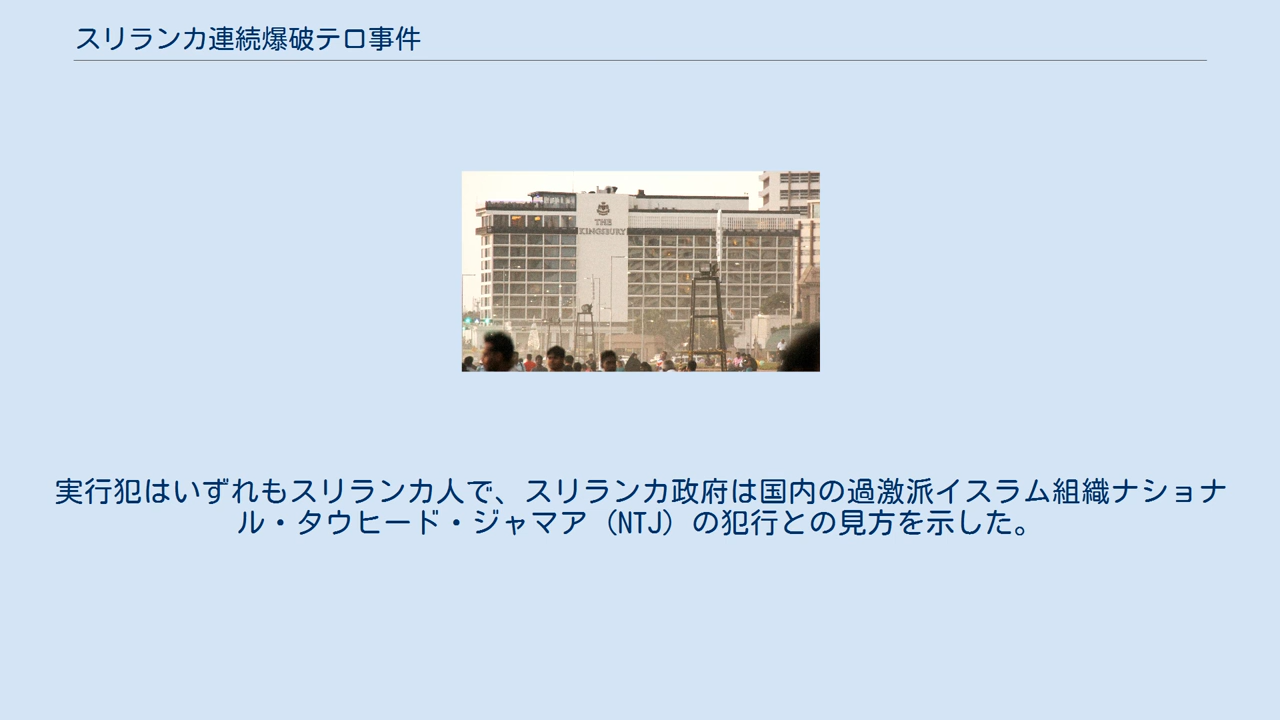 スリランカ連続爆破テロ事件
THE
KINGSBURY
実行犯はいずれもスリランカ人で、スリランカ政府は国内の過激派イスラム組織ナショナ
ル・タウヒード・ジャマア（NTJ）の犯行との見方を示した。